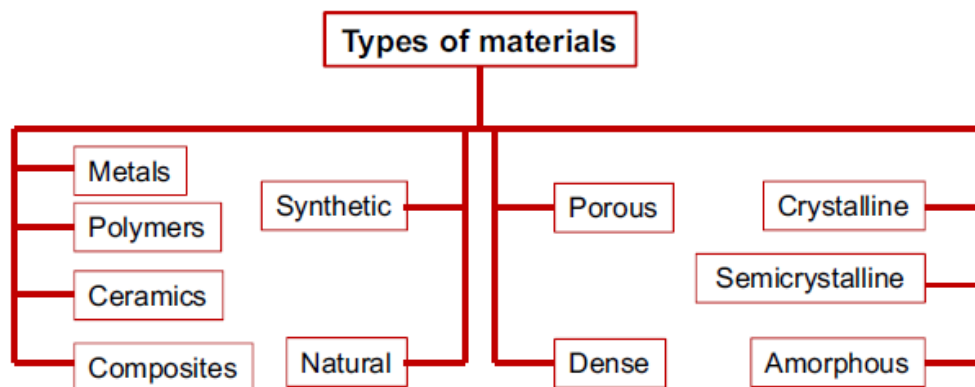 Types of materials
Metals
Polymers
Ceramics
Composites
Synthetic
Natural
Porous
Dense
Crystalline
Semicrystalline
Amorphous